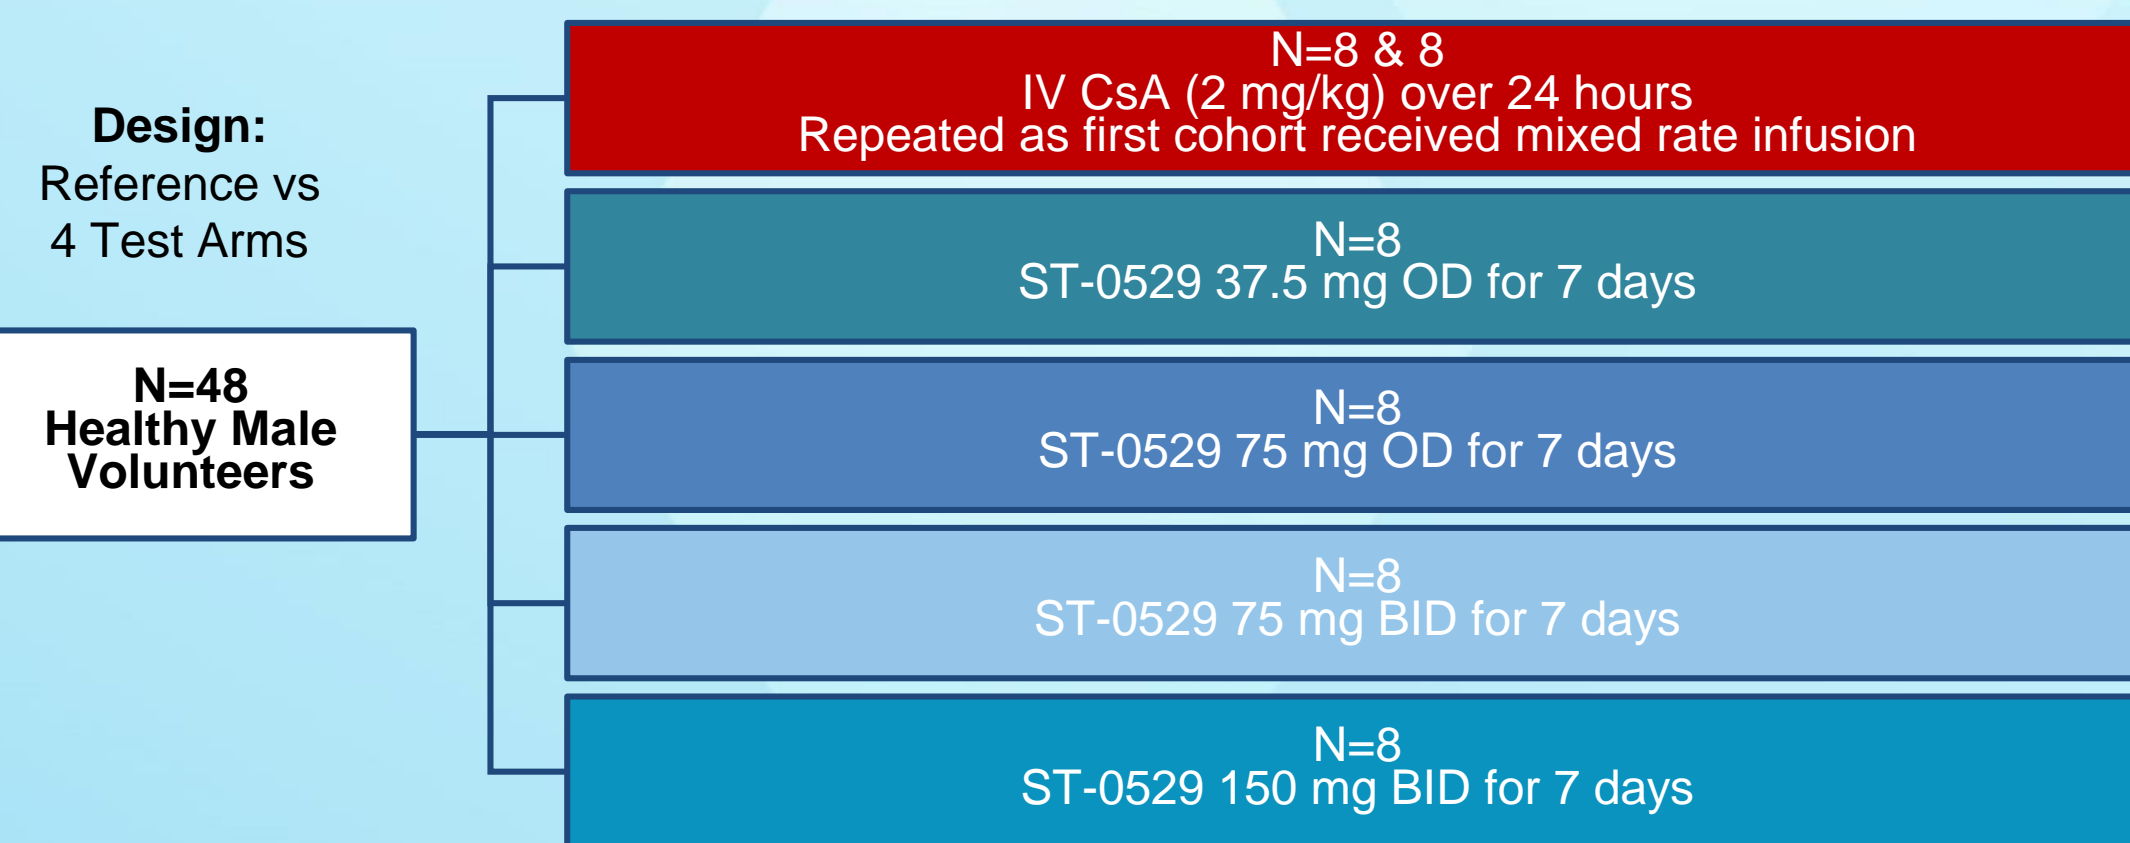 Design:
Reference vs
4 Test Arms
N=48
Healthy Male
Volunteers
N=8 & 8
IV CsA (2 mg/kg) over 24 hours
Repeated as first cohort received mixed rate infusion
N=8
ST-0529 37.5 mg OD for 7 days
N=8
ST-0529 75 mg OD for 7 days
N=8
ST-0529 75 mg BID for 7 days
N=8
ST-0529 150 mg BID for 7 days